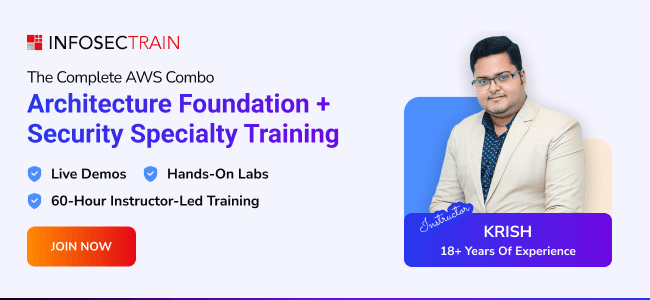 INFOSECTRAIN
The Complete AWS Combo
Architecture Foundation +
Security Specialty Training
Live Demos
Hands-On Labs
60-Hour Instructor-Led Training
JOIN NOW
Instructor
KRISH
18+ Years Of Experience